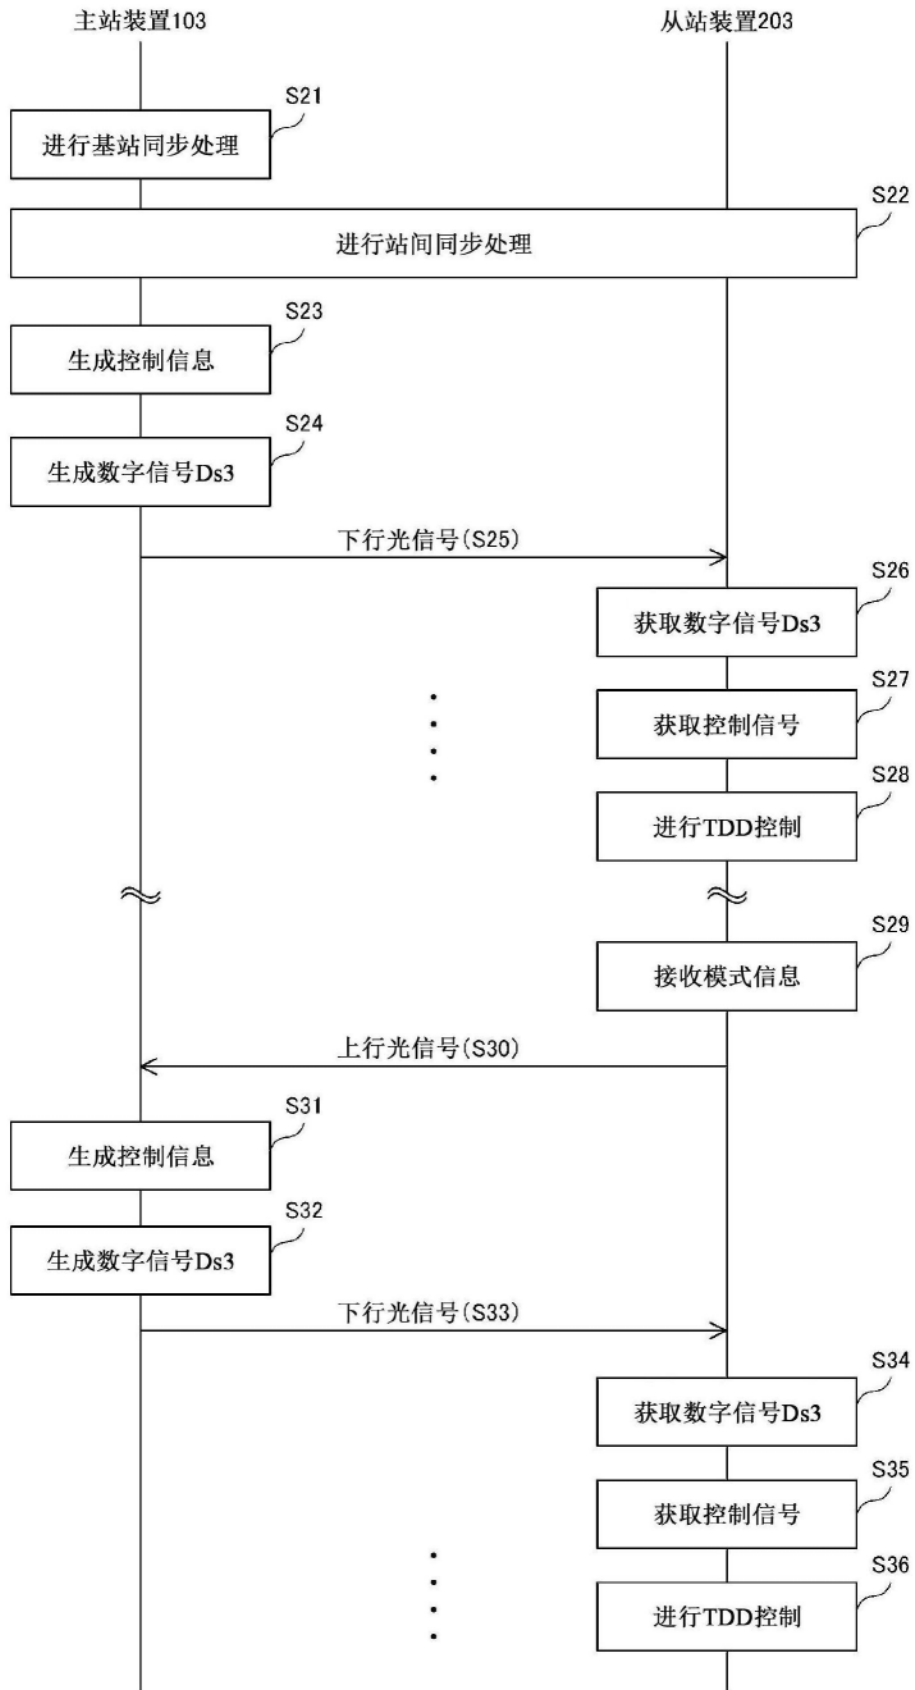 主站装置103
从站装置203
S21
进行基站同步处理
S22
进行站间同步处理
S23
生成控制信息
S24
生成数字信号Ds3
下行光信号(S25)
S26
获取数字信号Ds3
S27
获取控制信号
S28
进行TDD控制
S29
接收模式信息
上行光信号(S30)
S31
生成控制信息
S32
生成数字信号Ds3
下行光信号(S33)
S34
获取数字信号Ds3
S35
获取控制信号
S36
进行TDD控制